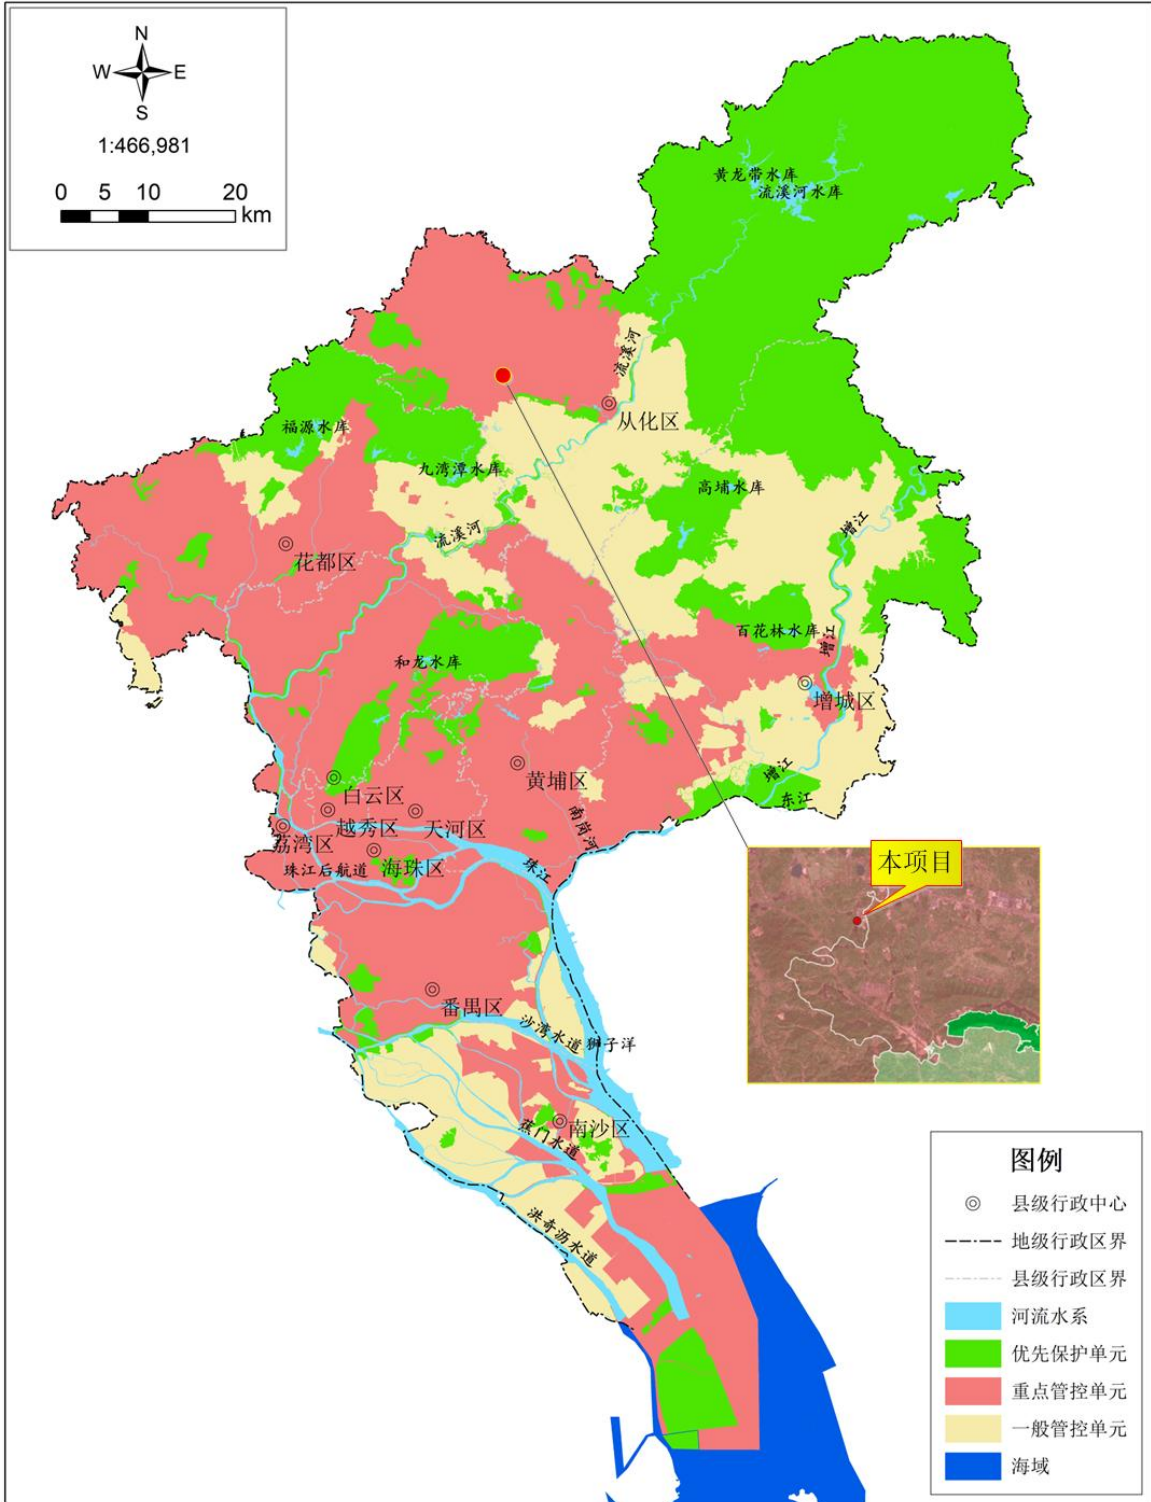 N
W E
S
1:466,981
0 5 10 20
km
黄龙带水库
流溪河水库
流溪河
从化区
福源水库
九湾潭水库
高埔水库
增江
流溪河
花都区
百花林水库
增江
和龙水库
增城区
黄埔区
增江
东江
白云区
越秀区
天河区
南岗河
荔湾区
海珠区
珠江后航道
珠江
本项目
番禺区
沙湾水道
狮子洋
南沙区
蕉门水道
洪奇沥水道
图例
县级行政中心
地级行政区界
县级行政区界
河流水系
优先保护单元
重点管控单元
一般管控单元
海域